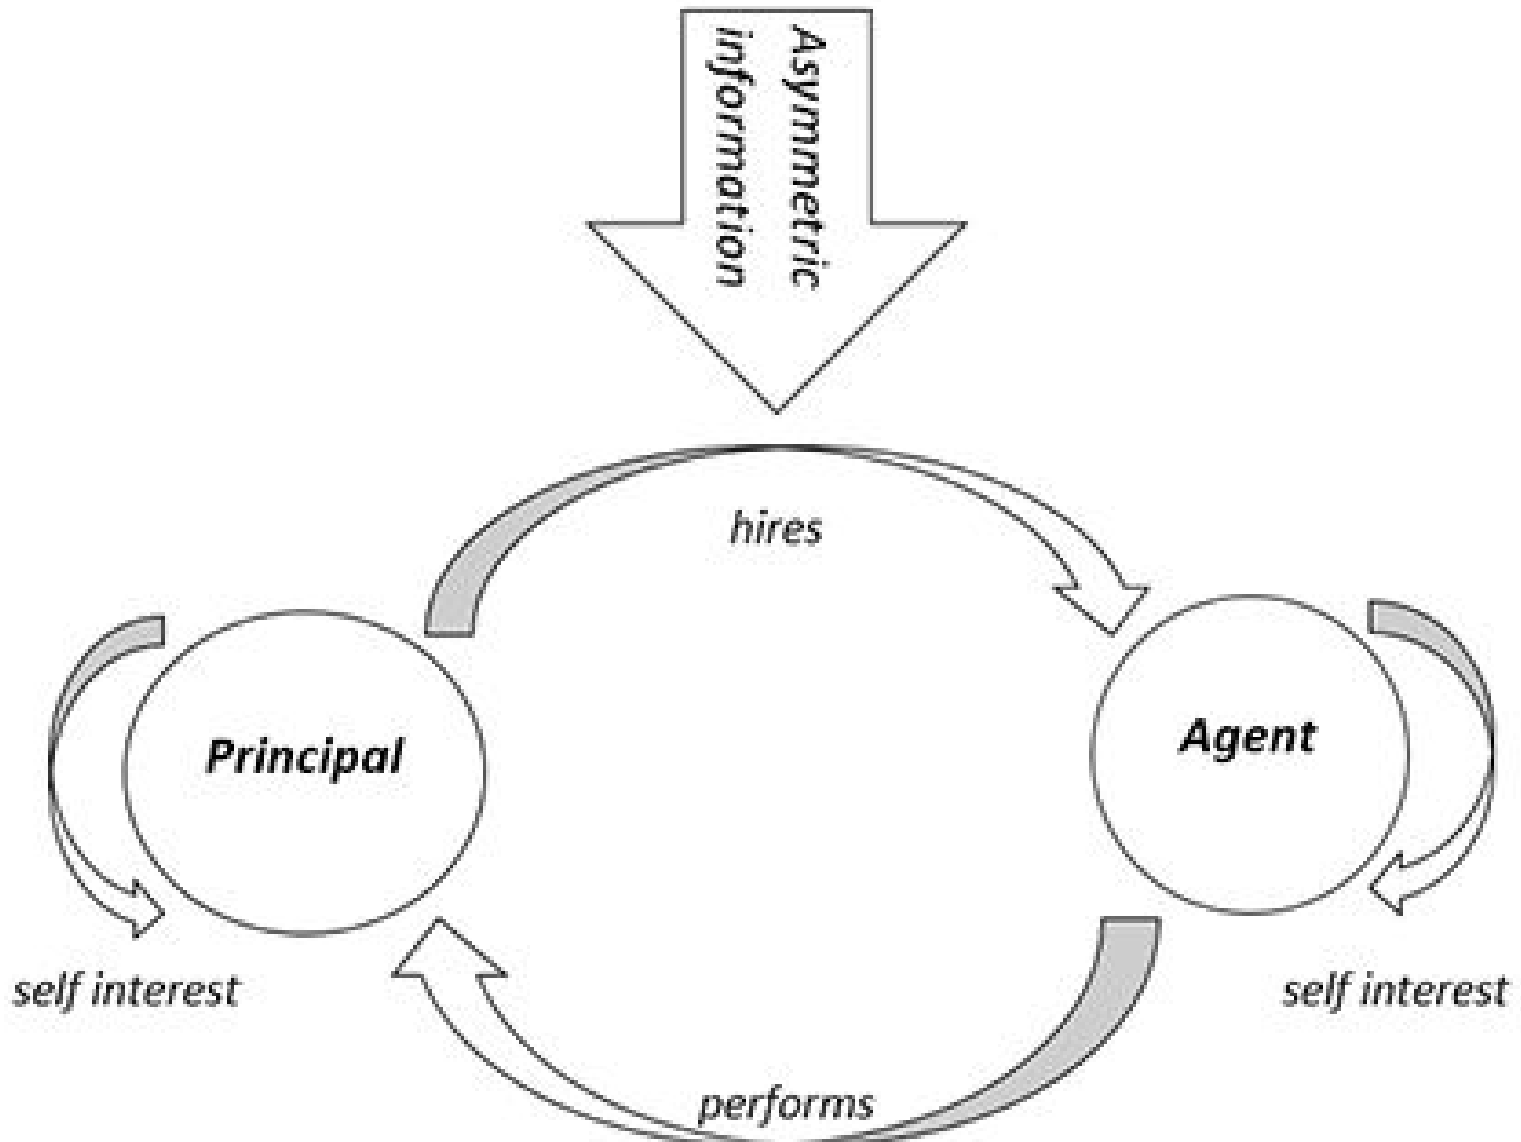 Asymmetric
information
hires
Principal
Agent
self interest
self interest
performs